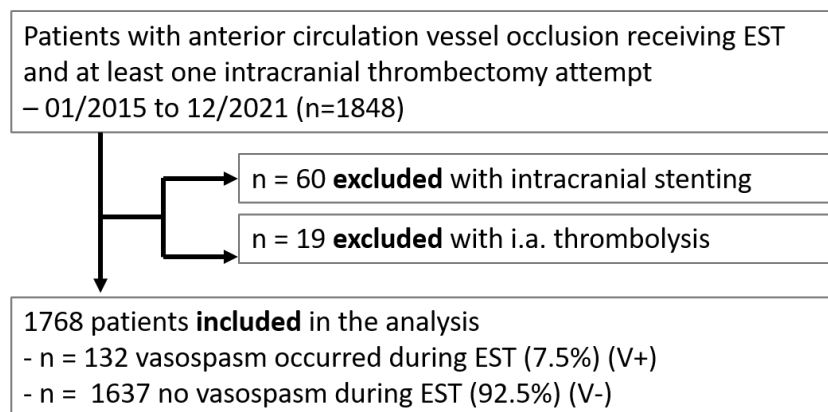 Patients with anterior circulation vessel occlusion receiving EST
and at least one intracranial thrombectomy attempt
– 01/2015 to 12/2021 (n=1848)
n = 60 excluded with intracranial stenting
n = 19 excluded with i.a. thrombolysis
1768 patients included in the analysis
- n = 132 vasospasm occurred during EST (7.5%) (V+)
- n =  1637 no vasospasm during EST (92.5%) (V-)